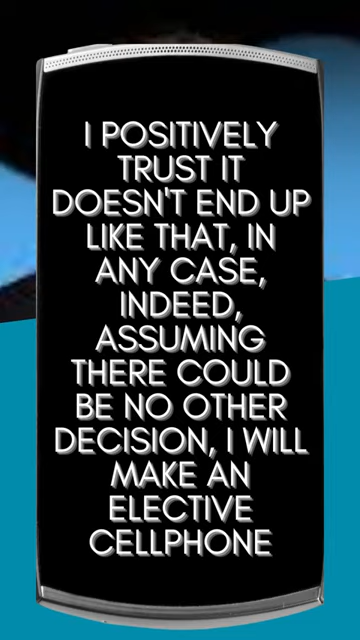 I POSITIVELY
TRUST IT
DOESN'T END UP
LIKE THAT, IN
ANY CASE,
INDEED,
ASSUMING
THERE COULD
BE NO OTHER
DECISION, I WILL
MAKE AN
ELECTIVE
CELLPHONE